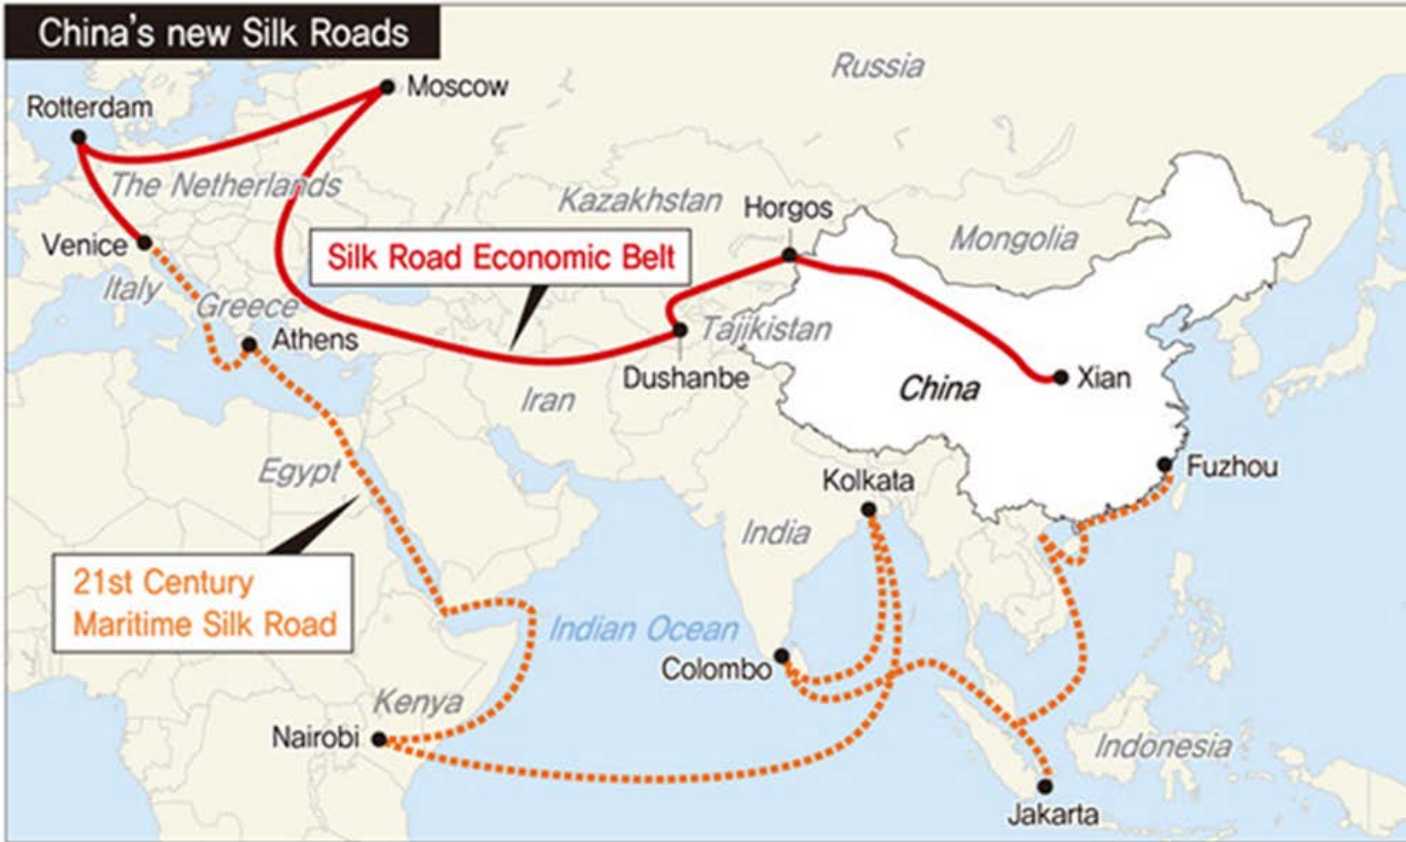 China's new Silk Roads
Russia
Moscow
Rotterdam
The Netherlands
Kazakhstan
Horgos
Mongolia
Venice
Silk Road Economic Belt
Italy
Greece
Athens
Tajikistan
Dushanbe
Iran
China
Xian
Egypt
Kolkata
Fuzhou
India
21st Century
Maritime Silk Road
Indian Ocean
Colombo
Kenya
Nairobi
Indonesia
Jakarta